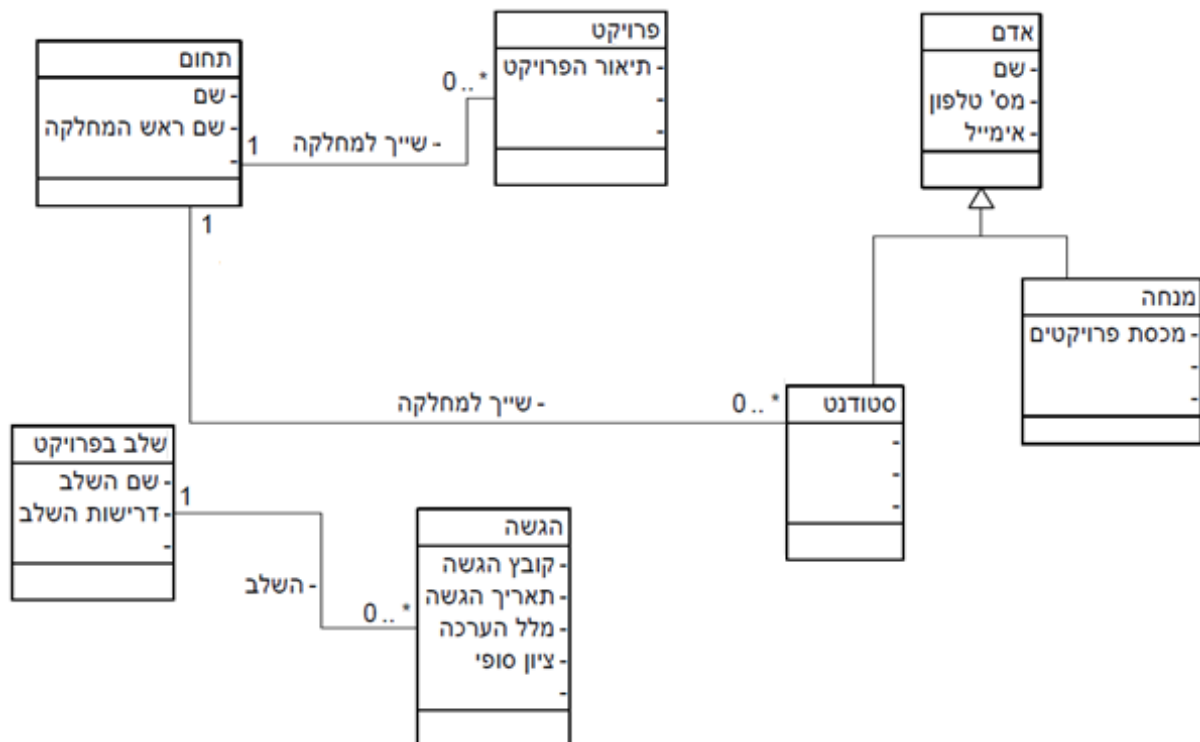 פרויקט
- תיאור הפרויקט
-
-
אדם
- שם
- מס' טלפון
- אימייל
תחום
- שם
- שם ראש המחלקה
-
0 .. *
1
- שייך למחלקה
1
מנחה
- מכסת פרויקטים
-
-
סטודנט
-
-
-
0 .. *
- שייך למחלקה
שלב בפרויקט
- שם השלב
- דרישות השלב
-
1
הגשה
- קובץ הגשה
- תאריך הגשה
- מלל הערכה
- ציון סופי
-
- השלב
0 .. *